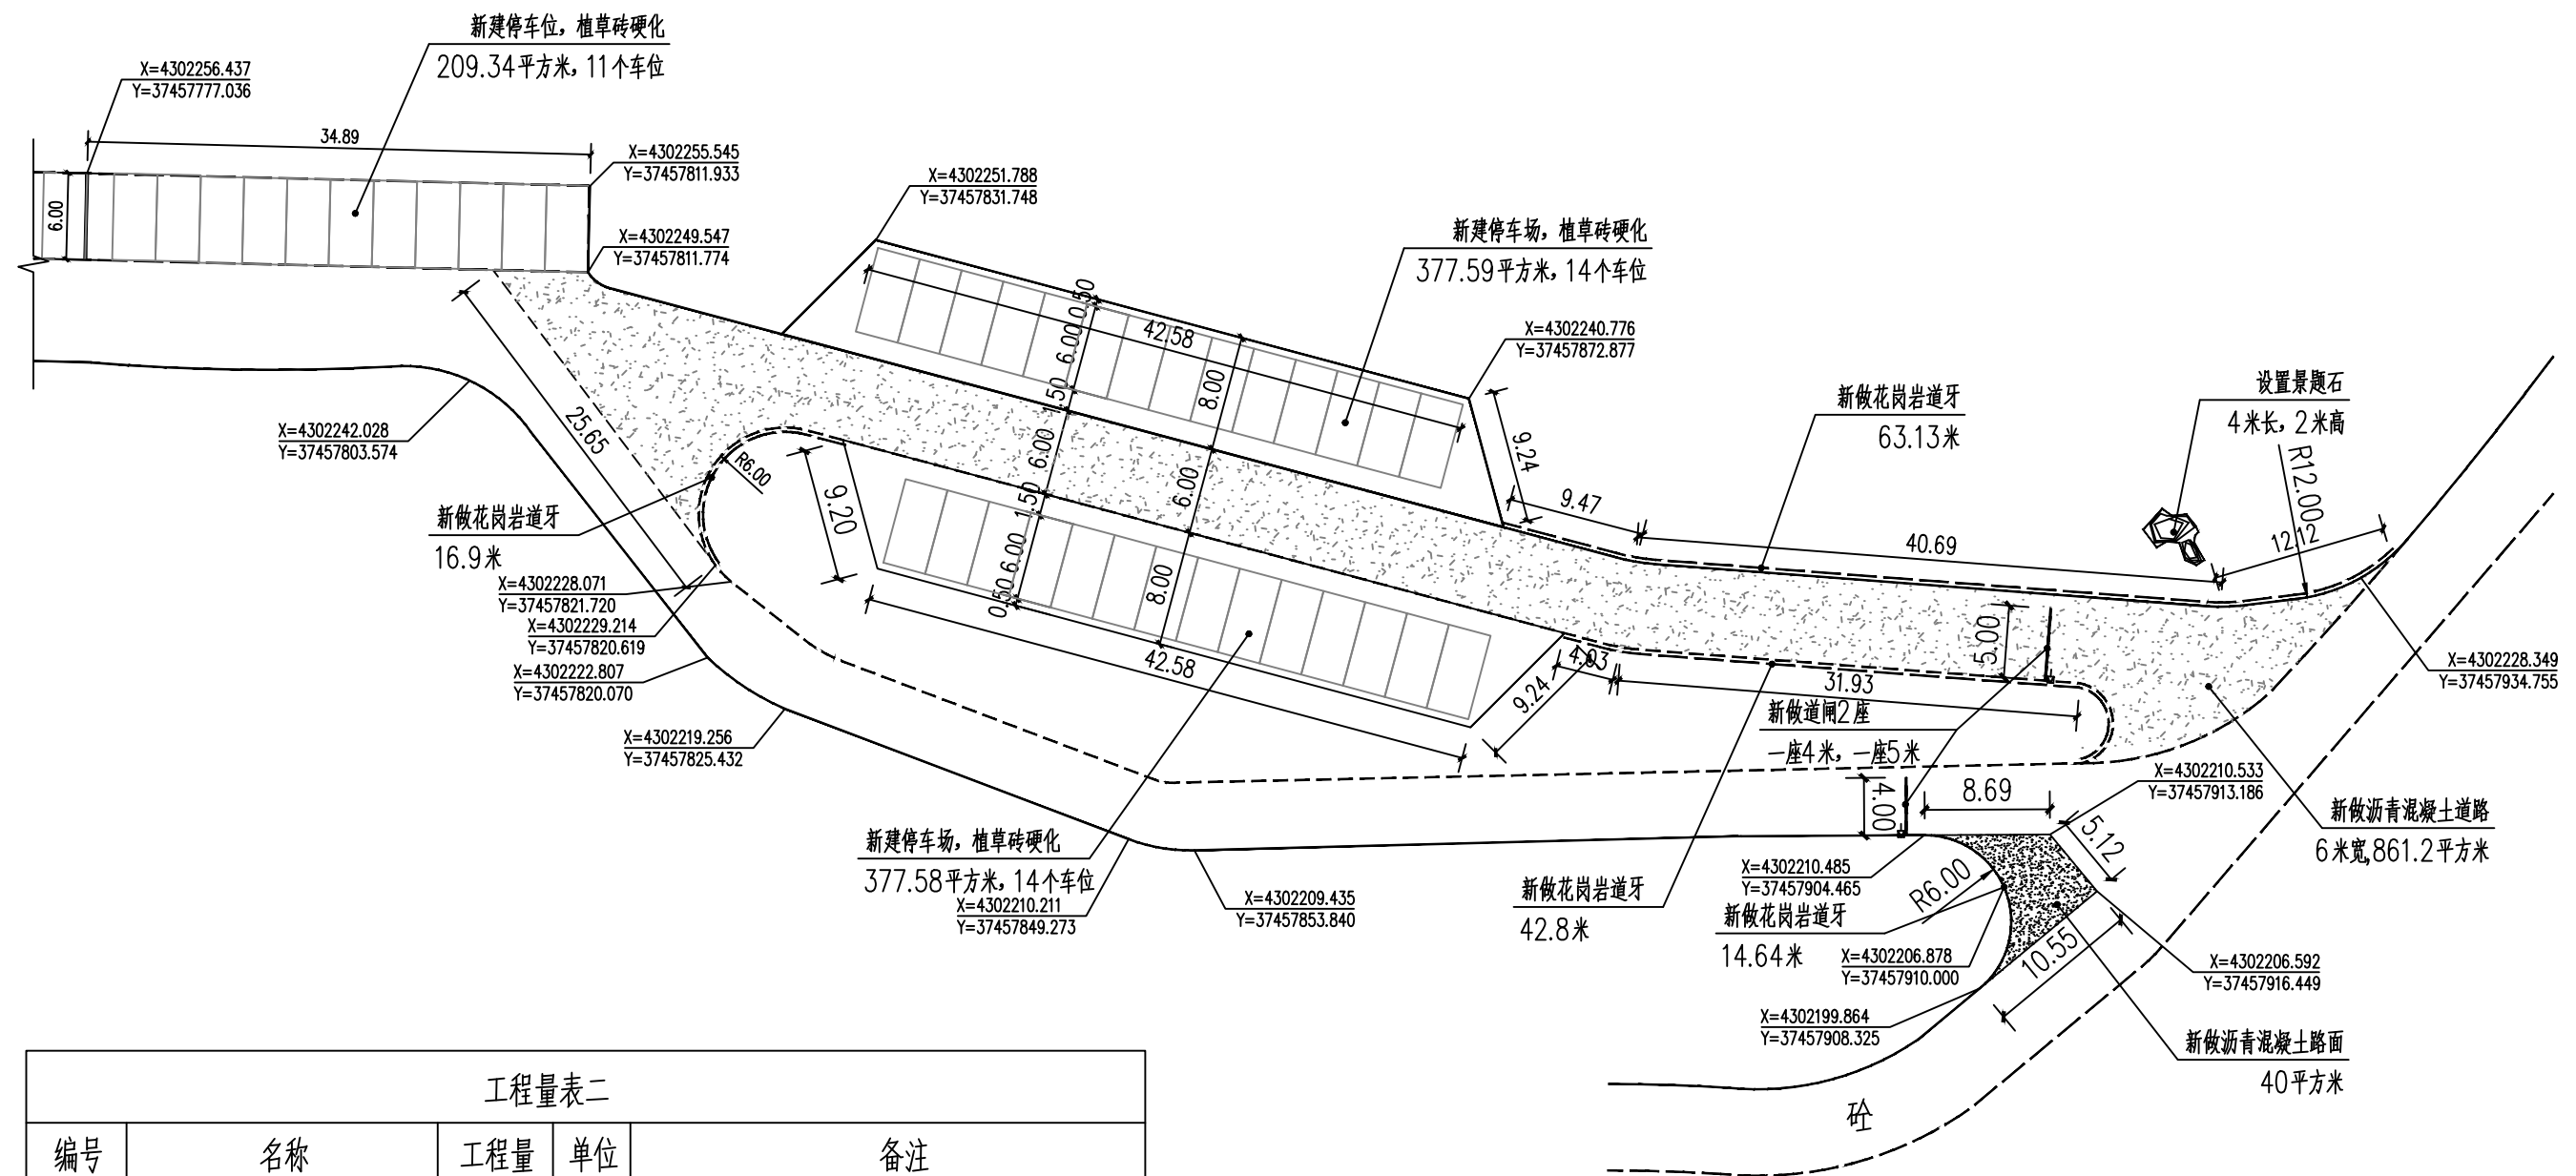 新建停车位，植草砖硬化
209.34平方米，11个车位
X=4302256.437
Y=37457777.036
34.89
6.00
X=4302255.545
Y=37457811.933
X=4302249.547
Y=37457811.774
X=4302251.788
Y=37457831.748
新建停车场，植草砖硬化
377.59平方米，14个车位
X=4302240.776
Y=37457872.877
0.50
6.00
42.58
8.00
1.50
6.00
6.00
1.50
6.00
0.50
8.00
42.58
9.24
9.47
新做花岗岩道牙
63.13米
设置景题石
4米长，2米高
R12.00
12.12
40.69
X=4302242.028
Y=37457803.574
25.65
R6.00
9.20
新做花岗岩道牙
16.9米
X=4302228.071
Y=37457821.720
X=4302229.214
Y=37457820.619
X=4302222.807
Y=37457820.070
X=4302219.256
Y=37457825.432
4.03
9.24
31.93
5.00
X=4302228.349
Y=37457934.755
新做道闸2座
一座4米，一座5米
4.00
8.69
X=4302210.533
Y=37457913.186
5.12
新做沥青混凝土道路
6米宽,861.2平方米
新建停车场，植草砖硬化
377.58平方米，14个车位
X=4302210.211
Y=37457849.273
X=4302209.435
Y=37457853.840
新做花岗岩道牙
42.8米
X=4302210.485
Y=37457904.465
R6.00
新做花岗岩道牙
14.64米
X=4302206.878
Y=37457910.000
10.55
X=4302206.592
Y=37457916.449
X=4302199.864
Y=37457908.325
新做沥青混凝土路面
40平方米
砼
工程量表二
编号 名称 工程量 单位 备注